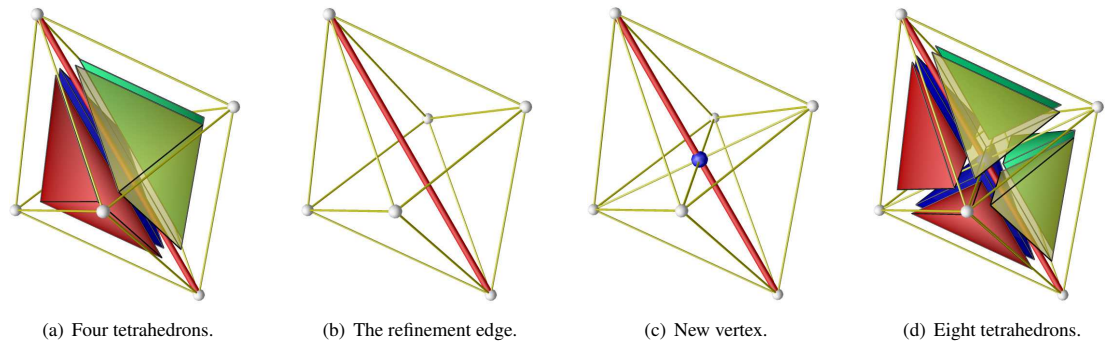 (a) Four tetrahedrons.
(b) The refinement edge.
(c) New vertex.
(d) Eight tetrahedrons.